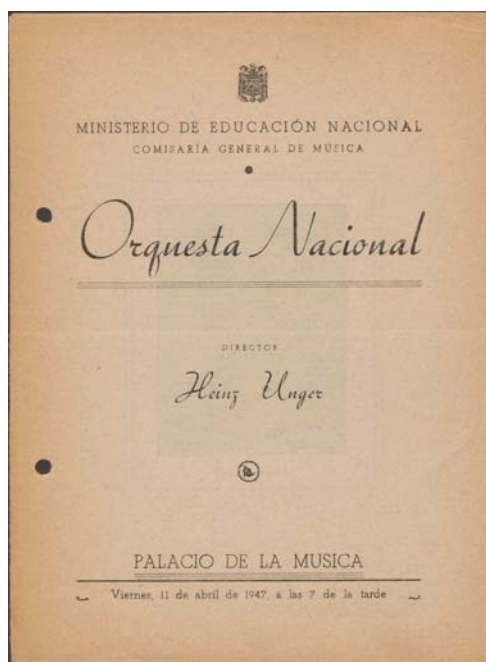 MINISTERIO DE EDUCACIÓN NACIONAL
COMISARÍA GENERAL DE MÚSICA
Orquesta Nacional
DIRECTOR
Heinz Unger
PALACIO DE LA MUSICA
Viernes, 11 de abril de 1947, a las 7 de la tarde